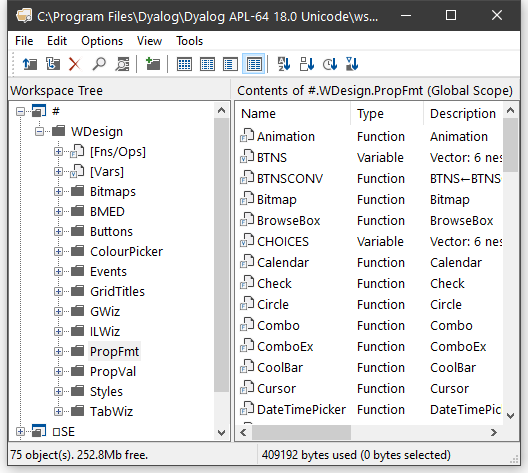 C:\Program Files\Dyalog\Dyalog APL-64 18.0 Unicode\ws...
File Edit Options View Tools
Workspace Tree
#
WDesign
[Fns/Ops]
[Vars]
Bitmaps
BMED
Buttons
ColourPicker
Events
GridTitles
GWiz
ILWiz
PropFmt
PropVal
Styles
TabWiz
⎕SE
Contents of #.WDesign.PropFmt (Global Scope)
Name Type Description
Animation Function Animation
BTNS Variable Vector: 6 nes
BTNSCONV Function BTNS←BTNS
Bitmap Function Bitmap
BrowseBox Function BrowseBox
CHOICES Variable Vector: 6 nes
Calendar Function Calendar
Check Function Check
Circle Function Circle
Combo Function Combo
ComboEx Function ComboEx
CoolBar Function CoolBar
Cursor Function Cursor
DateTimePicker Function DateTimePic
75 object(s). 252.8Mb free.
409192 bytes used (0 bytes selected)